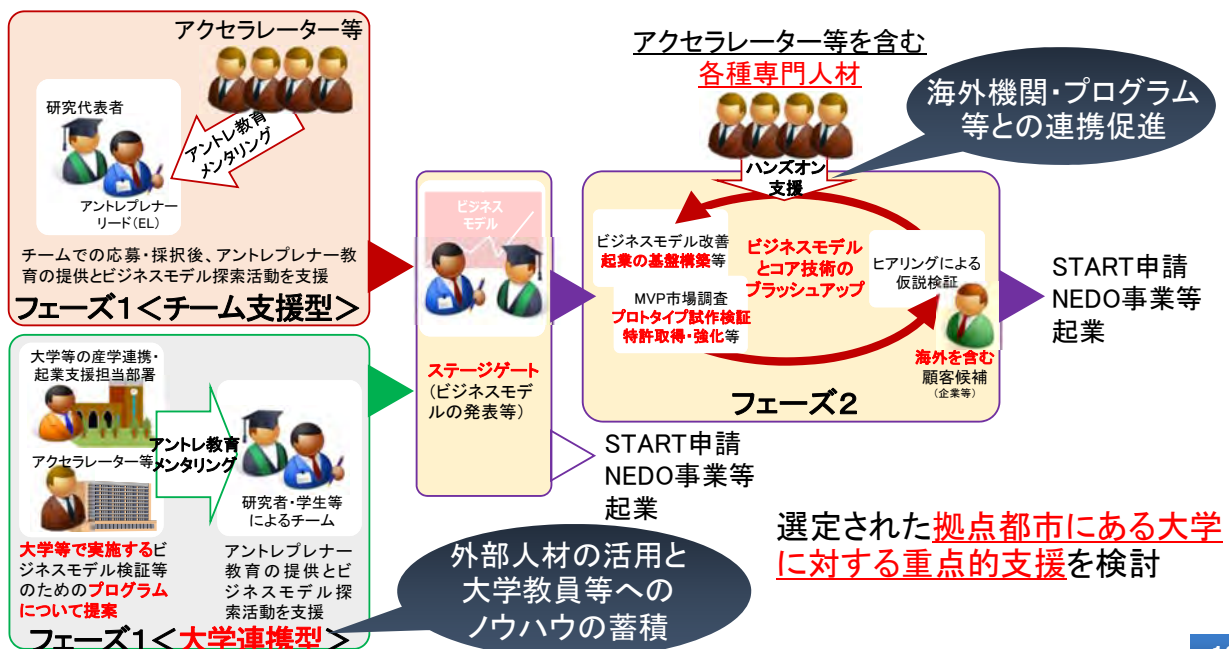 アクセラレーター等
研究代表者
アントレ教育
メンタリング
アントレプレナー
リード(EL)
チームでの応募・採択後、アントレプレナー教
育の提供とビジネスモデル探索活動を支援
フェーズ1<チーム支援型>
大学等の産学連携・
起業支援担当部署
アントレ教育
メンタリング
アクセラレーター等
研究者・学生等
によるチーム
大学等で実施するビ
ジネスモデル検証等
のためのプログラム
について提案
アントレプレナー
教育の提供とビ
ジネスモデル探
索活動を支援
フェーズ1<大学連携型>
外部人材の活用と
大学教員等への
ノウハウの蓄積
ビジネス
モデル
ステージゲート
(ビジネスモデ
ルの発表等)
START申請
NEDO事業等
起業
アクセラレーター等を含む
各種専門人材
海外機関・プログラム
等との連携促進
ハンズオン
支援
ビジネスモデル改善
起業の基盤構築等
ビジネスモデル
とコア技術の
ブラッシュアップ
MVP市場調査
プロトタイプ試作検証
特許取得・強化等
ヒアリングによる
仮説検証
海外を含む
顧客候補
(企業等)
フェーズ2
START申請
NEDO事業等
起業
選定された拠点都市にある大学
に対する重点的支援を検討